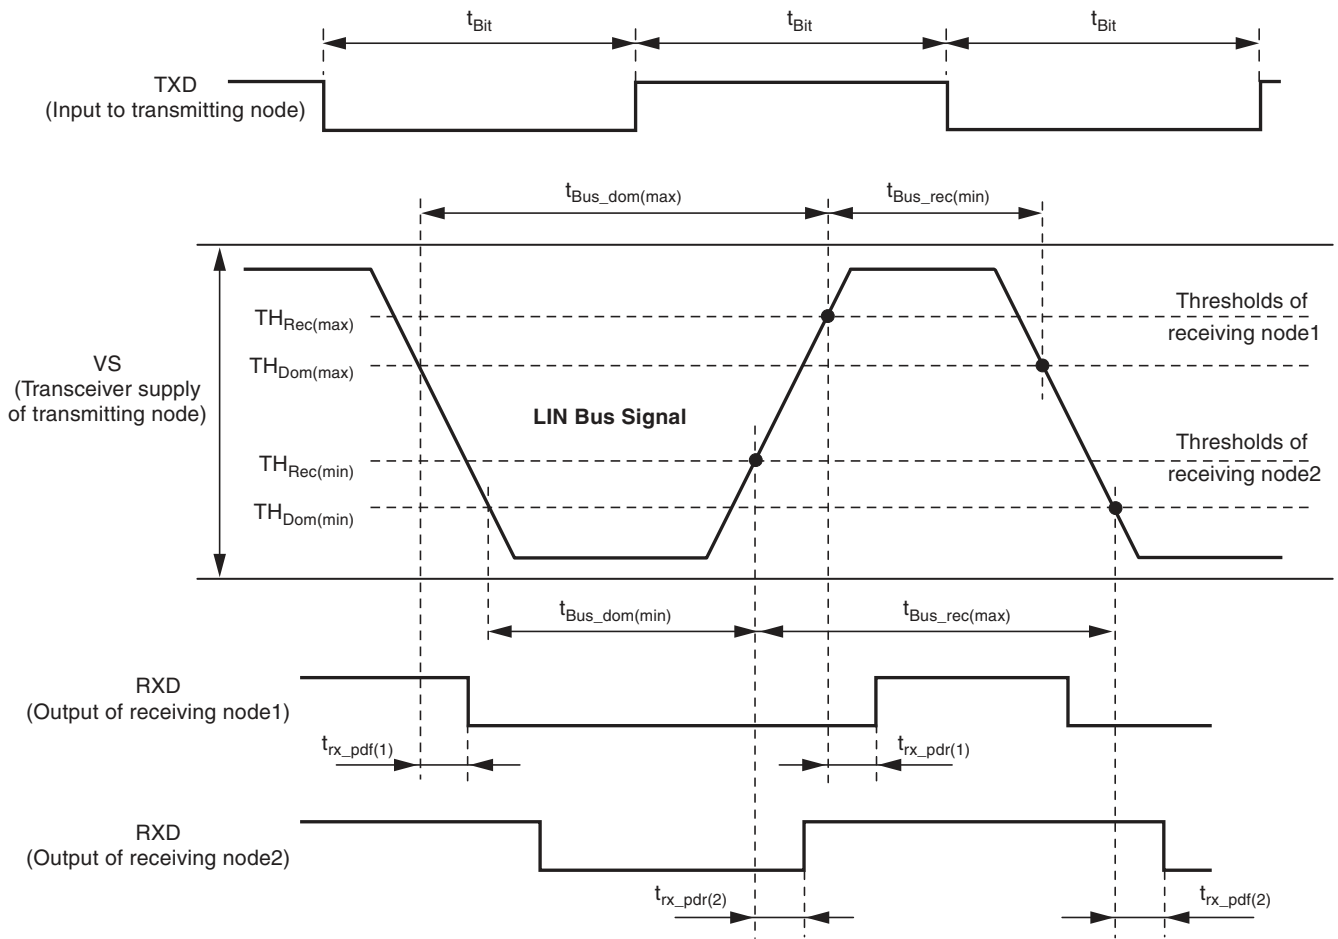 tBit
tBit
tBit
TXD
(Input to transmitting node)
tBus_dom(max)
tBus_rec(min)
THRec(max)
Thresholds of
receiving node1
THDom(max)
VS
(Transceiver supply
of transmitting node)
LIN Bus Signal
THRec(min)
Thresholds of
receiving node2
THDom(min)
tBus_dom(min)
tBus_rec(max)
RXD
(Output of receiving node1)
trx_pdf(1)
trx_pdr(1)
RXD
(Output of receiving node2)
trx_pdr(2)
trx_pdf(2)